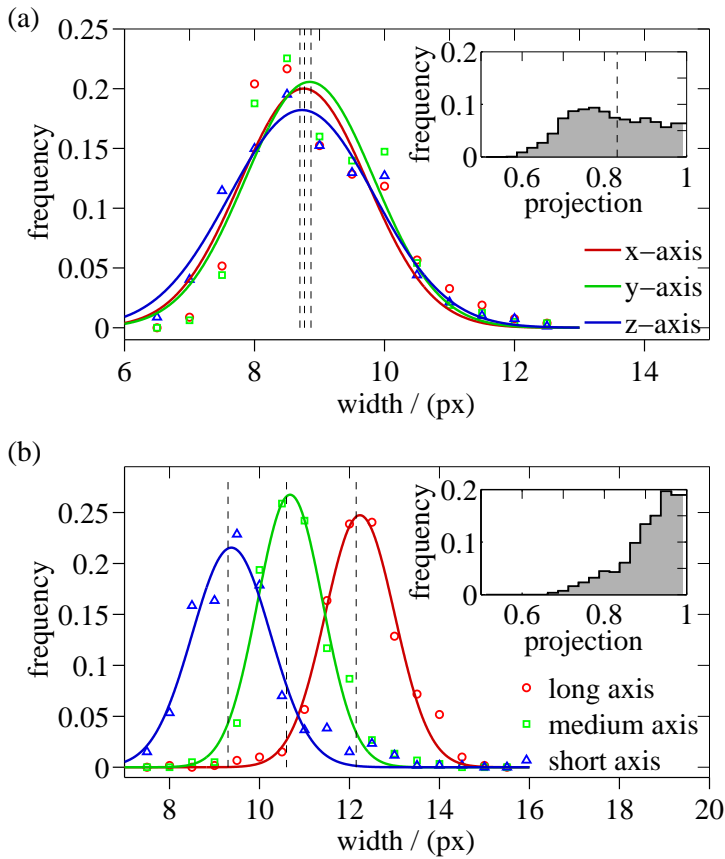 (a)
0.25
0.2
0.15
0.1
0.05
0
frequency
6
8
10
12
14
width / (px)
0.2
0.1
0
frequency
0.6
0.8
1
projection
x-axis
y-axis
z-axis
(b)
0.25
0.2
0.15
0.1
0.05
0
frequency
8
10
12
14
16
18
20
width / (px)
0.2
0.1
0
frequency
0.6
0.8
1
projection
long axis
medium axis
short axis